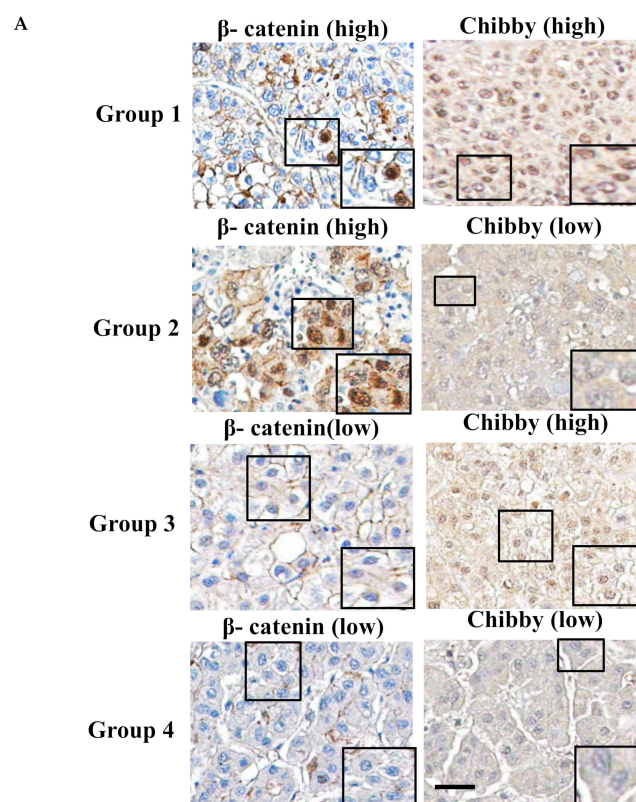 A
β- catenin (high) Chibby (high)
Group 1
β- catenin (high) Chibby (low)
Group 2
β- catenin(low) Chibby (high)
Group 3
β- catenin (low) Chibby (low)
Group 4